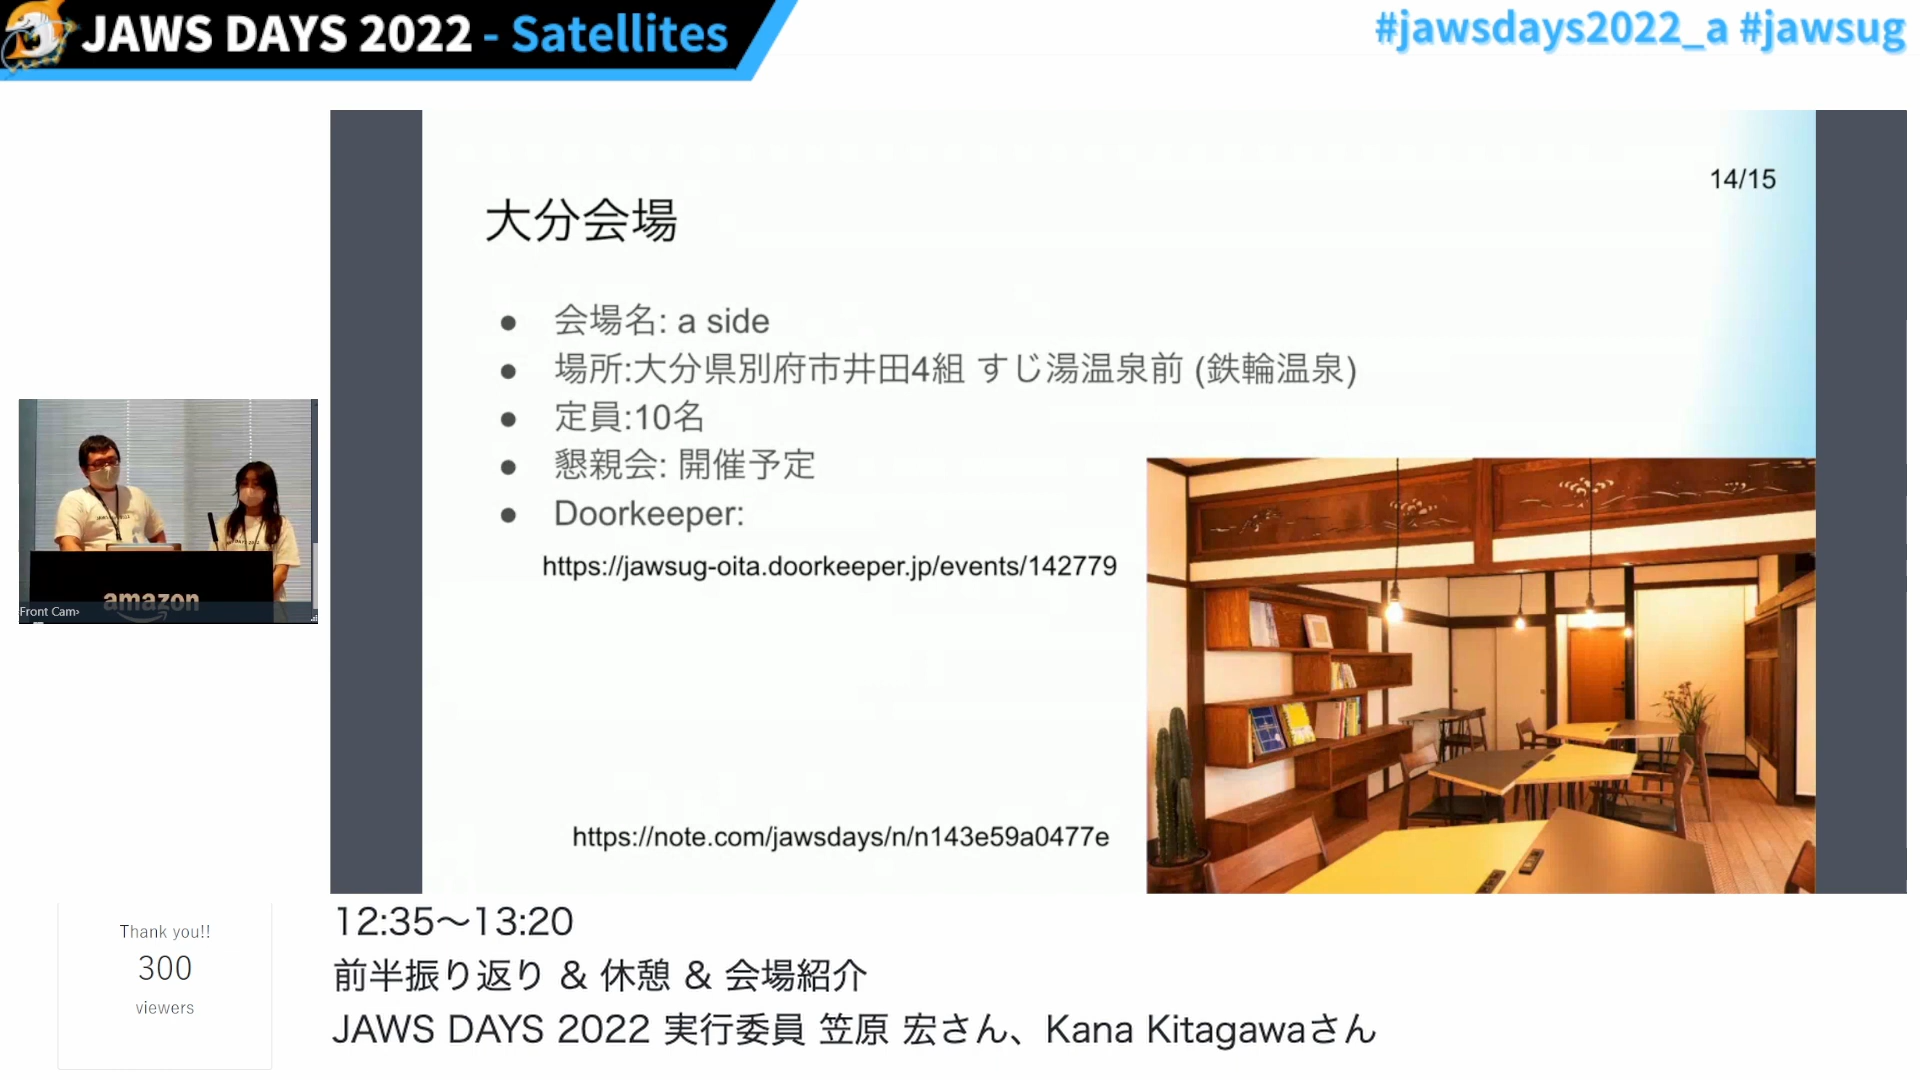 JAWS DAYS 2022 - Satellites
#jawsdays2022_a #jawsug
14/15
大分会場
● 会場名: a side
● 場所:大分県別府市井田4組 すじ湯温泉前 (鉄輪温泉)
● 定員:10名
● 懇親会: 開催予定
● Doorkeeper:
https://jawsug-oita.doorkeeper.jp/events/142779
https://note.com/jawsdays/n/n143e59a0477e
amazon
Front Cam
Thank you!!
300
viewers
12:35〜13:20
前半振り返り & 休憩 & 会場紹介
JAWS DAYS 2022 実行委員 笠原 宏さん、Kana Kitagawaさん